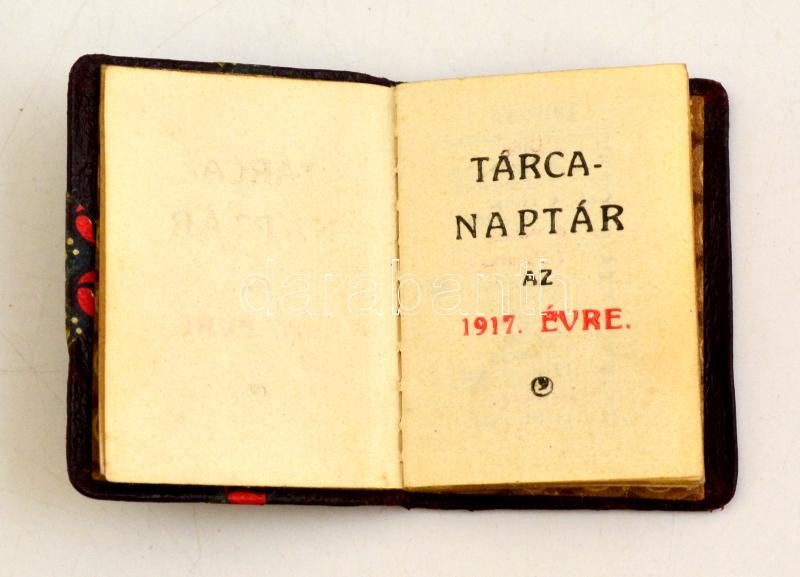 TÁRCA-
NAPTÁR
AZ
1917. ÉVRE.
darabanth